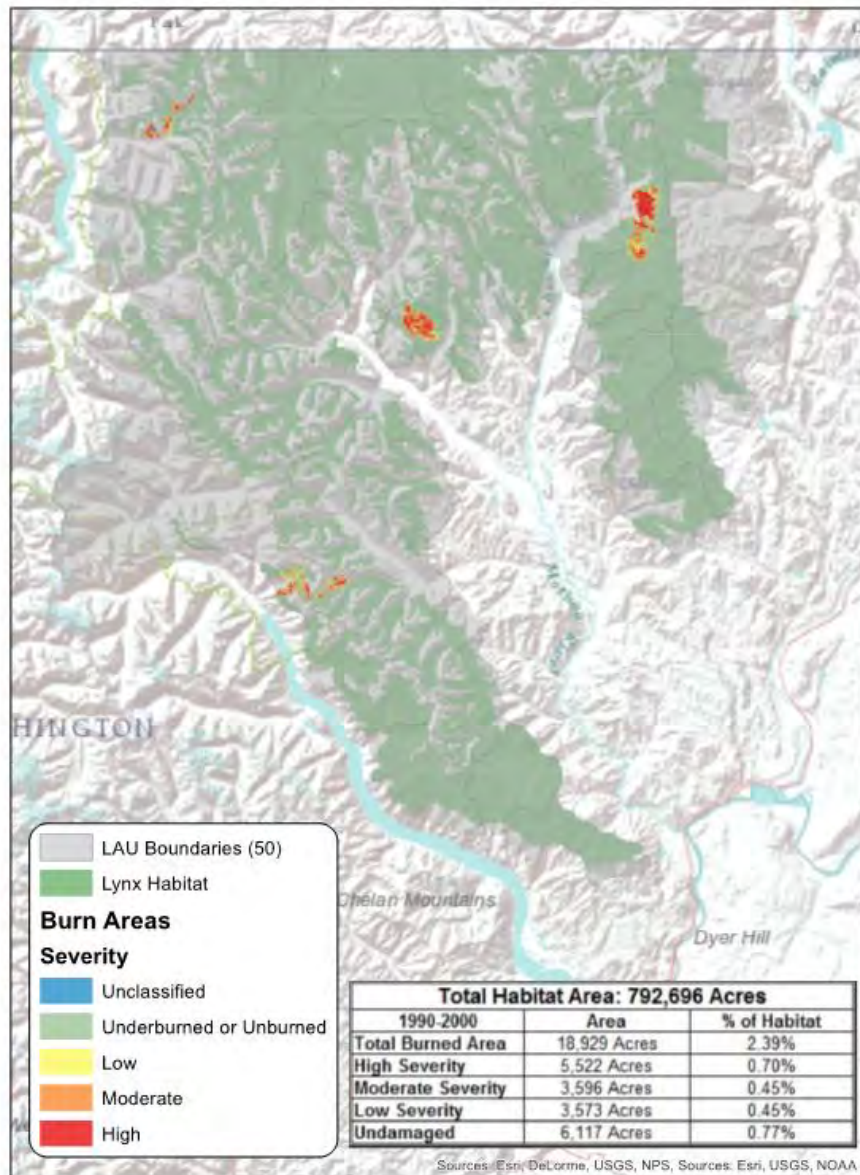 HINGTON
Chelan Mountains
Dyer Hill
LAU Boundaries (50)
Lynx Habitat
Burn Areas
Severity
Unclassified
Underburned or Unburned
Low
Moderate
High
Total Habitat Area: 792,696 Acres
1990-2000 Area % of Habitat
Total Burned Area 18,929 Acres 2.39%
High Severity 5,522 Acres 0.70%
Moderate Severity 3,596 Acres 0.45%
Low Severity 3,573 Acres 0.45%
Undamaged 6,117 Acres 0.77%
Sources: Esri, DeLorme, USGS, NPS, Sources: Esri, USGS, NOAA